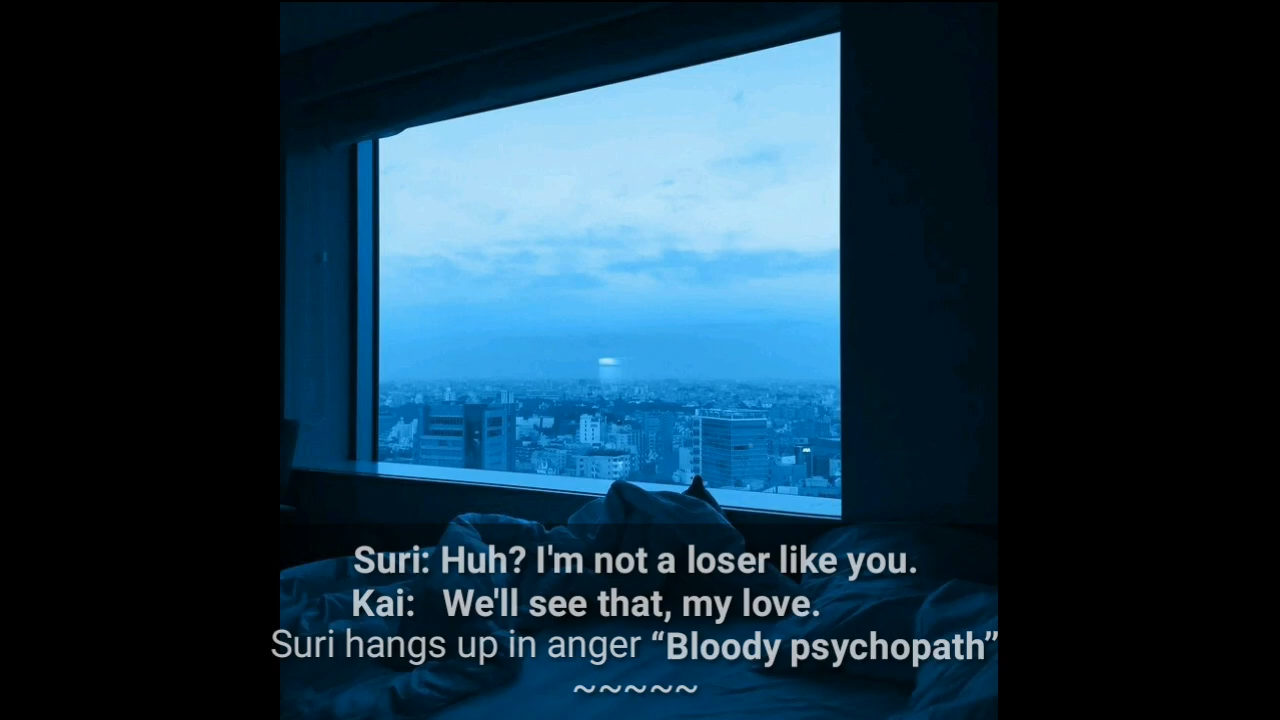 Suri: Huh? I'm not a loser like you.
Kai: We'll see that, my love.
Suri hangs up in anger “Bloody psychopath”
~~~~~